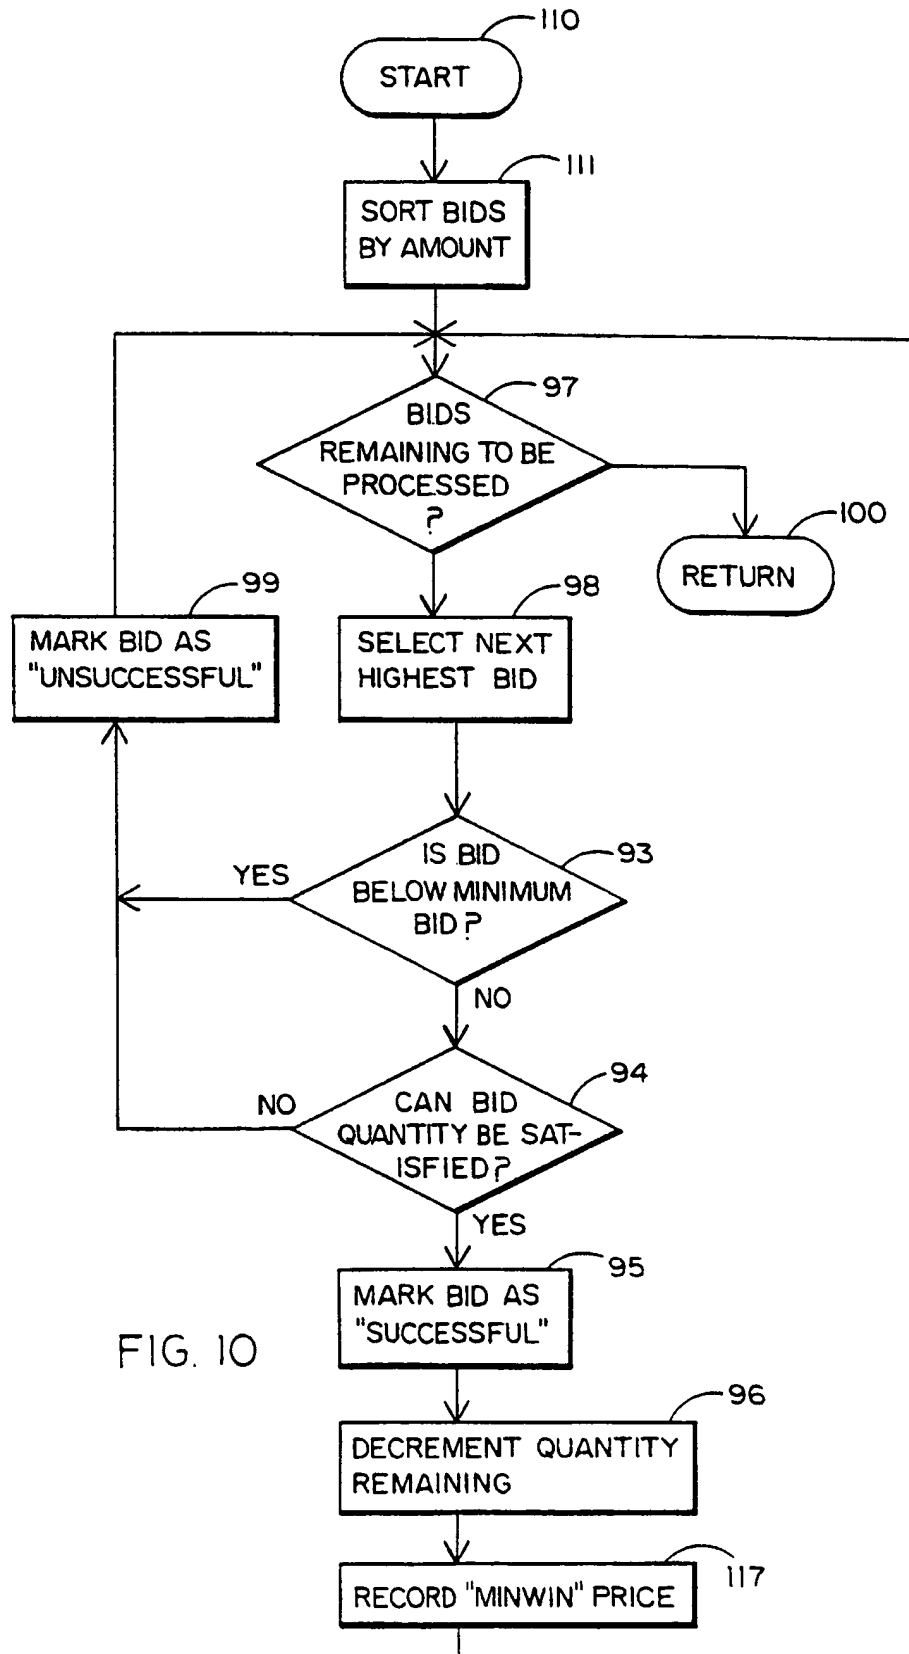 110
START
111
SORT BIDS
BY AMOUNT
97
BIDS
REMAINING TO BE
PROCESSED
?
100
RETURN
99
MARK BID AS
"UNSUCCESSFUL"
98
SELECT NEXT
HIGHEST BID
93
IS BID
BELOW MINIMUM
BID?
YES
NO
94
CAN BID
QUANTITY BE SAT-
ISFIED?
NO
YES
95
MARK BID AS
"SUCCESSFUL"
FIG. 10
96
DECREMENT QUANTITY
REMAINING
117
RECORD "MINWIN" PRICE